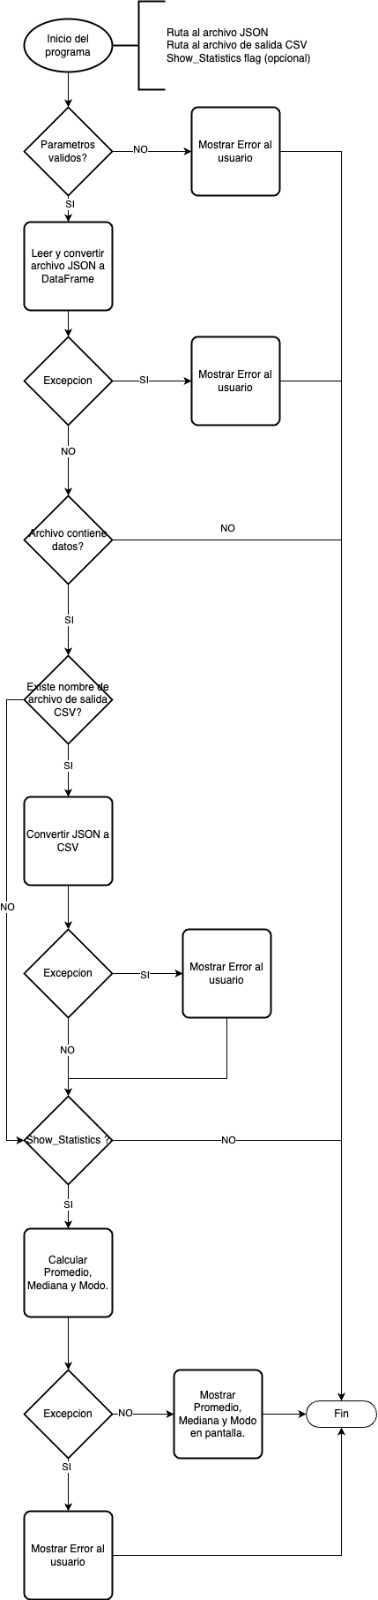 Inicio del
programa
Ruta al archivo JSON
Ruta al archivo de salida CSV
Show_Statistics flag (opcional)
Parametros
validos?
NO
Mostrar Error al
usuario
SI
Leer y convertir
archivo JSON a
DataFrame
Excepcion
SI
Mostrar Error al
usuario
NO
Archivo contiene
datos?
NO
SI
Existe nombre de
archivo de salida
CSV?
SI
Convertir JSON a
CSV
NO
Excepcion
SI
Mostrar Error al
usuario
NO
Show_Statistics ?
NO
SI
Calcular
Promedio,
Mediana y Modo.
Excepcion
NO
Mostrar
Promedio,
Mediana y Modo
en pantalla.
Fin
SI
Mostrar Error al
usuario